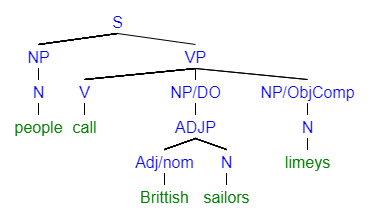 S
NP VP
N V NP/DO NP/ObjComp
people call ADJP N
Adj/nom N limeys
Brittish sailors